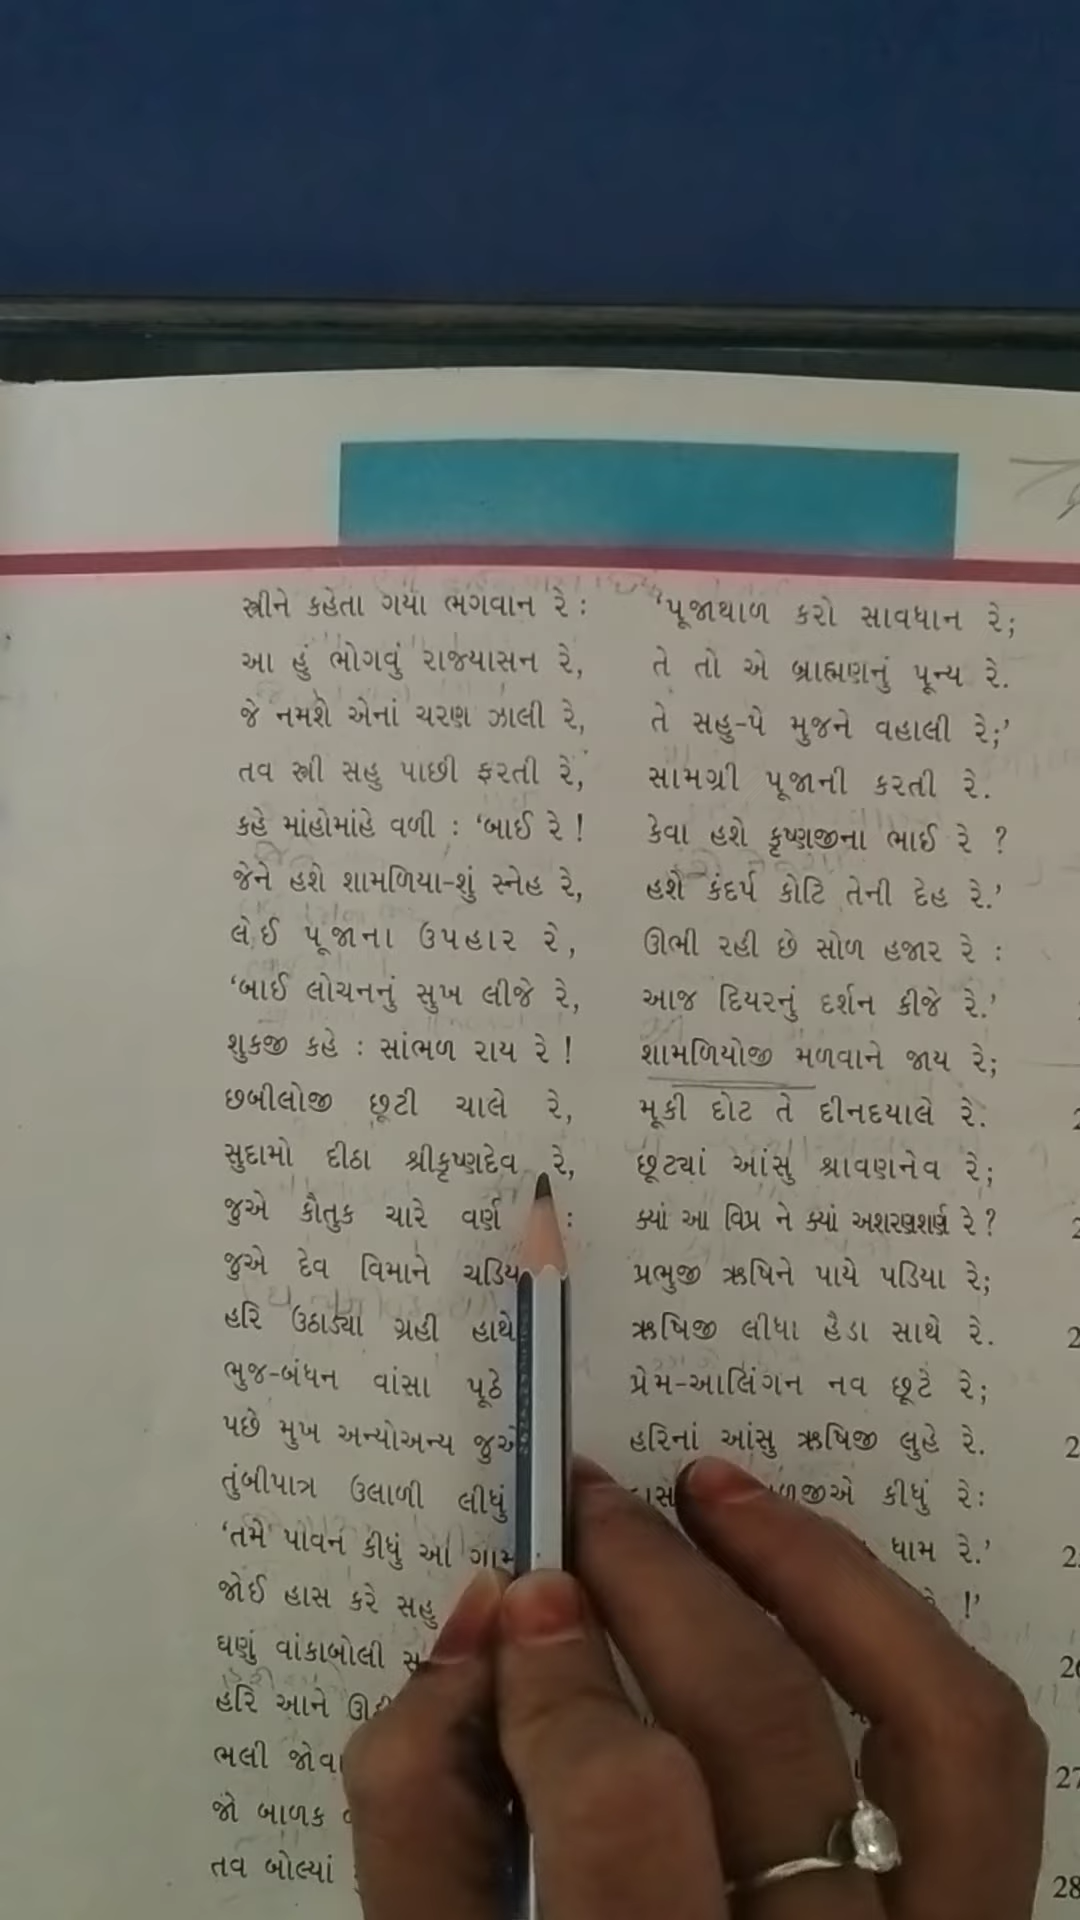 સ્ત્રીને કહેતા ગયા ભગવાન રે : ‘પૂજાથાળ કરો સાવધાન રે;
આ હું ભોગવું રાજ્યાસન રે, તે તો એ બ્રાહ્મણનું પૂન્ય રે.
જે નમશે એનાં ચરણ ઝાલી રે, તે સહુ-પે મુજને વહાલી રે;’
તવ સ્ત્રી સહુ પાછી ફરતી રે, સામગ્રી પૂજાની કરતી રે.
કહે માંહોમાંહે વળી : ‘બાઈ રે ! કેવા હશે કૃષ્ણજીના ભાઈ રે ?
જેને હશે શામળિયા-શું સ્નેહ રે, હશે કંદર્પ કોટિ તેની દેહ રે.’
લેઈ પૂજાના ઉપહાર રે, ઊભી રહી છે સોળ હજાર રે :
‘બાઈ લોચનનું સુખ લીજે રે, આજ દિયરનું દર્શન કીજે રે.’
શુકજી કહે : સાંભળ રાય રે ! શામળિયોજી મળવાને જાય રે;
છબીલોજી છૂટી ચાલે રે, મૂકી દોટ તે દીનદયાલે રે.
સુદામો દીઠા શ્રીકૃષ્ણદેવ રે, છૂટ્યાં આંસુ શ્રાવણનેવ રે;
જુએ કૌતુક ચારે વર્ણ : ક્યાં આ વિપ્ર ને ક્યાં અશરણશર્ણ રે ?
જુએ દેવ વિમાને પ્રભુજી ઋષિને પાયે પડિયા રે;
હરિ ઉઠાડ્યા ગ્રહી હાથે ઋષિજી લીધા હૈડા સાથે રે.
ભુજ-બંધન વાંસા પૂઠે પ્રેમ-આલિંગન નવ છૂટે રે;
પછે મુખ અન્યોઅન્ય હરિનાં આંસુ ઋષિજી લુહે રે.
તુંબીપાત્ર ઉલાળી લીધું કીધું રે:
‘તમે પાવન કીધું આ ધામ રે.’
જોઈ હાસ કરે સહુ !’
ઘણું વાંકાબોલી
હરિ આને
ભલી
27
જો બાળક
તવ બોલ્યાં
28